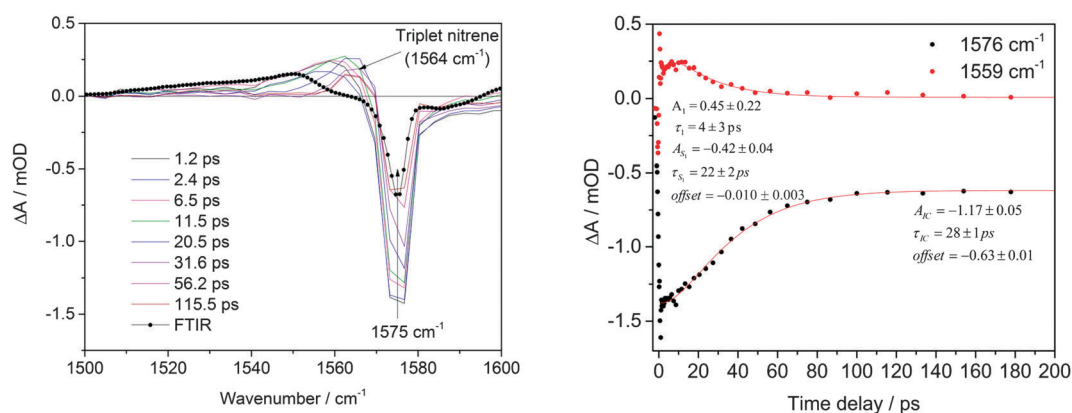 0.5
0.0
-0.5
-1.0
-1.5
ΔA / mOD
Triplet nitrene
(1564 cm⁻¹)
1.2 ps
2.4 ps
6.5 ps
11.5 ps
20.5 ps
31.6 ps
56.2 ps
115.5 ps
FTIR
1575 cm⁻¹
1500 1520 1540 1560 1580 1600
Wavenumber / cm⁻¹
0.5
0.0
-0.5
-1.0
-1.5
ΔA / mOD
1576 cm⁻¹
1559 cm⁻¹
A₁ = 0.45 ± 0.22
τ₁ = 4 ± 3 ps
A_S₁ = −0.42 ± 0.04
τ_S₁ = 22 ± 2 ps
offset = −0.010 ± 0.003
A_IC = −1.17 ± 0.05
τ_IC = 28 ± 1 ps
offset = −0.63 ± 0.01
0 20 40 60 80 100 120 140 160 180 200
Time delay / ps